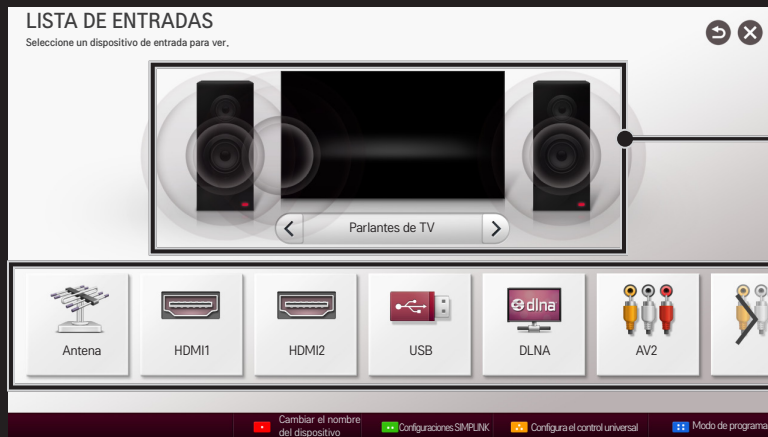 LISTA DE ENTRADAS
Seleccione un dispositivo de entrada para ver.
Parlantes de TV
dlna
Antena
HDMI1
HDMI2
USB
DLNA
AV2
Cambiar el nombre
del dispositivo
Configuraciones SIMPLINK
Configura el control universal
Modo de programa